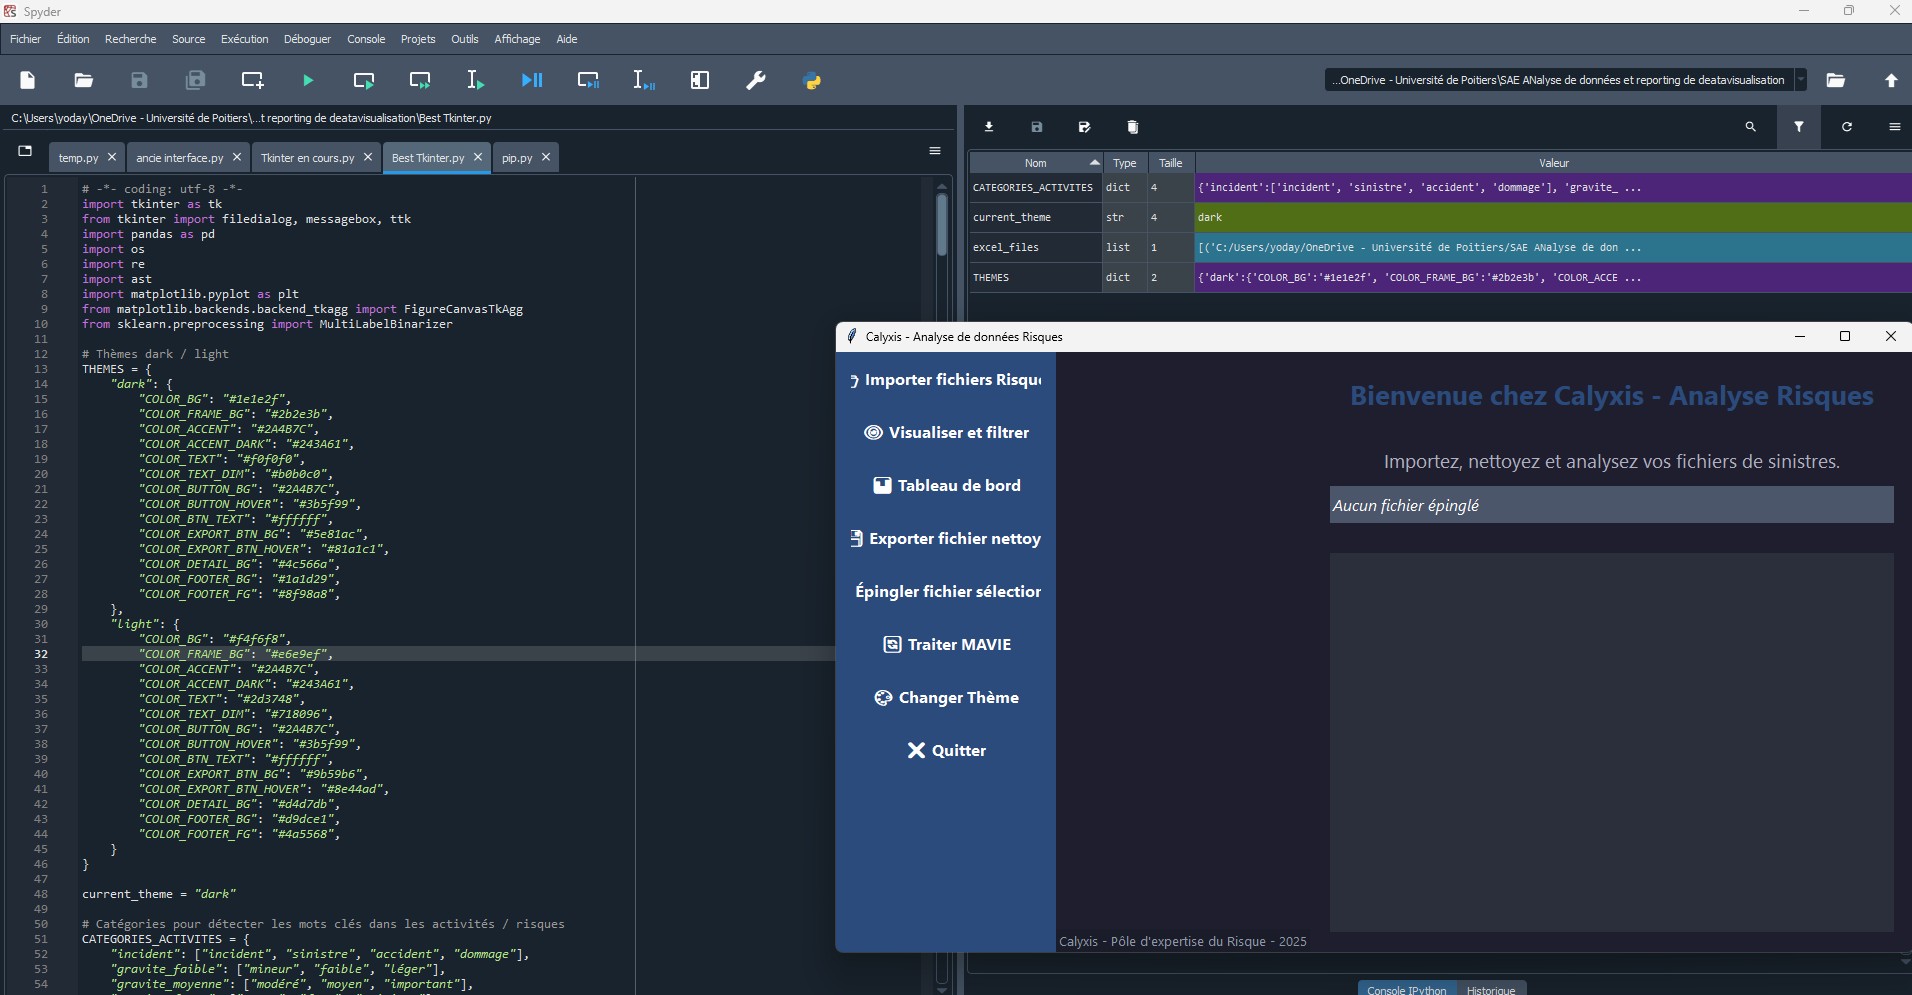 Spyder
Fichier Édition Recherche Source Exécution Déboguer Console Projets Outils Affichage Aide
...OneDrive - Université de Poitiers\SAE ANalyse de données et reporting de deatavisualisation
C:\Users\yoday\OneDrive - Université de Poitiers\...t reporting de deatavisualisation\Best Tkinter.py
temp.py ancie interface.py Tkinter en cours.py Best Tkinter.py pip.py
1 # -*- coding: utf-8 -*-
2 import tkinter as tk
3 from tkinter import filedialog, messagebox, ttk
4 import pandas as pd
5 import os
6 import re
7 import ast
8 import matplotlib.pyplot as plt
9 from matplotlib.backends.backend_tkagg import FigureCanvasTkAgg
10 from sklearn.preprocessing import MultiLabelBinarizer
11
12 # Thèmes dark / light
13 THEMES = {
14 "dark": {
15 "COLOR_BG": "#1e1e2f",
16 "COLOR_FRAME_BG": "#2b2e3b",
17 "COLOR_ACCENT": "#2A4B7C",
18 "COLOR_ACCENT_DARK": "#243A61",
19 "COLOR_TEXT": "#f0f0f0",
20 "COLOR_TEXT_DIM": "#b0b0c0",
21 "COLOR_BUTTON_BG": "#2A4B7C",
22 "COLOR_BUTTON_HOVER": "#3b5f99",
23 "COLOR_BTN_TEXT": "#ffffff",
24 "COLOR_EXPORT_BTN_BG": "#5e81ac",
25 "COLOR_EXPORT_BTN_HOVER": "#81a1c1",
26 "COLOR_DETAIL_BG": "#4c566a",
27 "COLOR_FOOTER_BG": "#1a1d29",
28 "COLOR_FOOTER_FG": "#8f98a8",
29 },
30 "light": {
31 "COLOR_BG": "#f4f6f8",
32 "COLOR_FRAME_BG": "#e6e9ef",
33 "COLOR_ACCENT": "#2A4B7C",
34 "COLOR_ACCENT_DARK": "#243A61",
35 "COLOR_TEXT": "#2d3748",
36 "COLOR_TEXT_DIM": "#718096",
37 "COLOR_BUTTON_BG": "#2A4B7C",
38 "COLOR_BUTTON_HOVER": "#3b5f99",
39 "COLOR_BTN_TEXT": "#ffffff",
40 "COLOR_EXPORT_BTN_BG": "#9b59b6",
41 "COLOR_EXPORT_BTN_HOVER": "#8e44ad",
42 "COLOR_DETAIL_BG": "#d4d7db",
43 "COLOR_FOOTER_BG": "#d9dce1",
44 "COLOR_FOOTER_FG": "#4a5568",
45 }
46 }
47
48 current_theme = "dark"
49
50 # Catégories pour détecter les mots clés dans les activités / risques
51 CATEGORIES_ACTIVITES = {
52 "incident": ["incident", "sinistre", "accident", "dommage"],
53 "gravite_faible": ["mineur", "faible", "léger"],
54 "gravite_moyenne": ["modéré", "moyen", "important"],
Nom Type Taille Valeur
CATEGORIES_ACTIVITES dict 4 {'incident':['incident', 'sinistre', 'accident', 'dommage'], 'gravite_ ...
current_theme str 4 dark
excel_files list 1 [('C:/Users/yoday/OneDrive - Université de Poitiers/SAE ANalyse de don ...
THEMES dict 2 {'dark':{'COLOR_BG':'#1e1e2f', 'COLOR_FRAME_BG':'#2b2e3b', 'COLOR_ACCE ...
Calyxis - Analyse de données Risques
Importer fichiers Risqu
Visualiser et filtrer
Tableau de bord
Exporter fichier nettoy
Épingler fichier sélection
Traiter MAVIE
Changer Thème
Quitter
Bienvenue chez Calyxis - Analyse Risques
Importez, nettoyez et analysez vos fichiers de sinistres.
Aucun fichier épinglé
Calyxis - Pôle d'expertise du Risque - 2025
Console IPython Historique